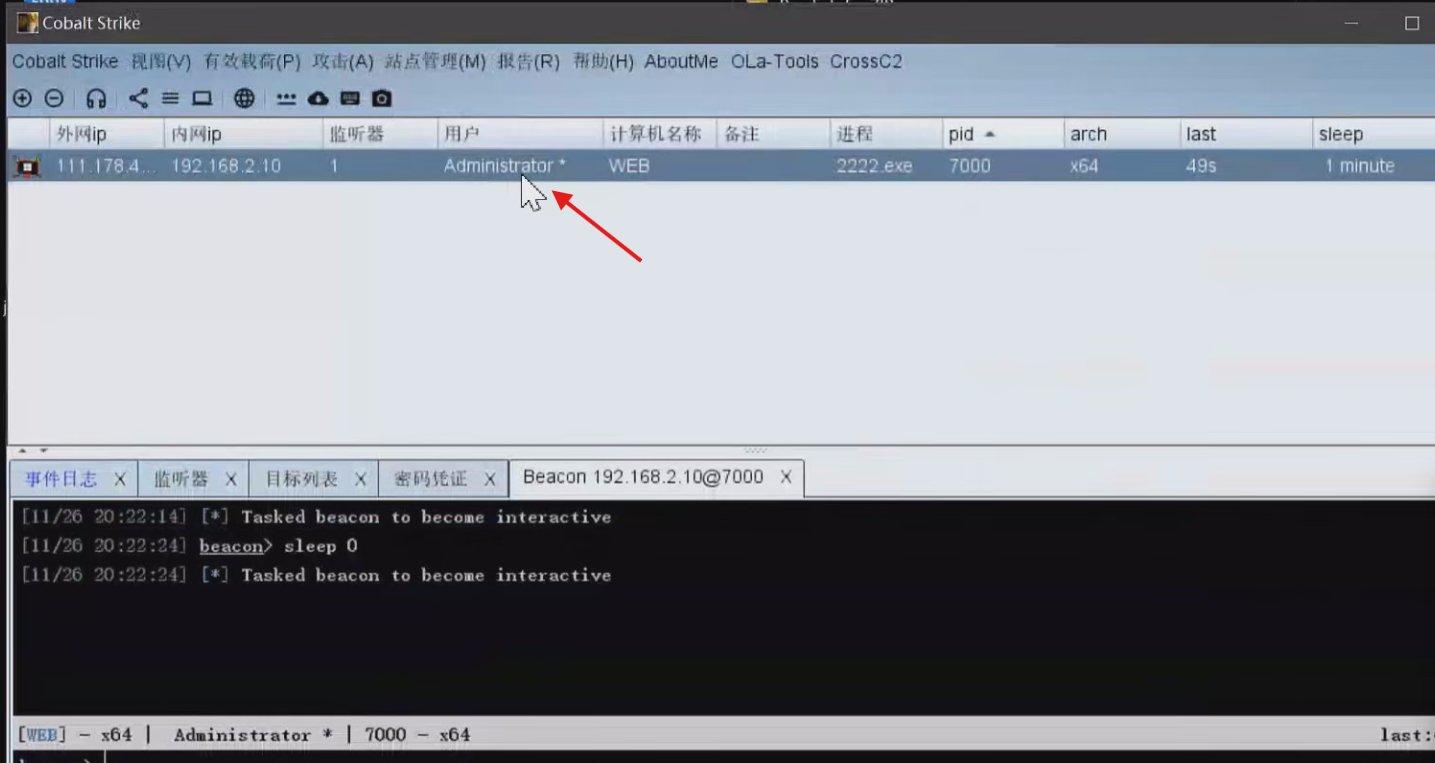 Cobalt Strike
Cobalt Strike 视图(V) 有效载荷(P) 攻击(A) 站点管理(M) 报告(R) 帮助(H) AboutMe OLa-Tools CrossC2
外网ip 内网ip 监听器 用户 计算机名称 备注 进程 pid arch last sleep
111.178.4... 192.168.2.10 1 Administrator * WEB 2222.exe 7000 x64 49s 1 minute
事件日志 X 监听器 X 目标列表 X 密码凭证 X Beacon 192.168.2.10@7000 X
[11/26 20:22:14] [*] Tasked beacon to become interactive
[11/26 20:22:24] beacon> sleep 0
[11/26 20:22:24] [*] Tasked beacon to become interactive
[WEB] - x64 | Administrator * | 7000 - x64 last: